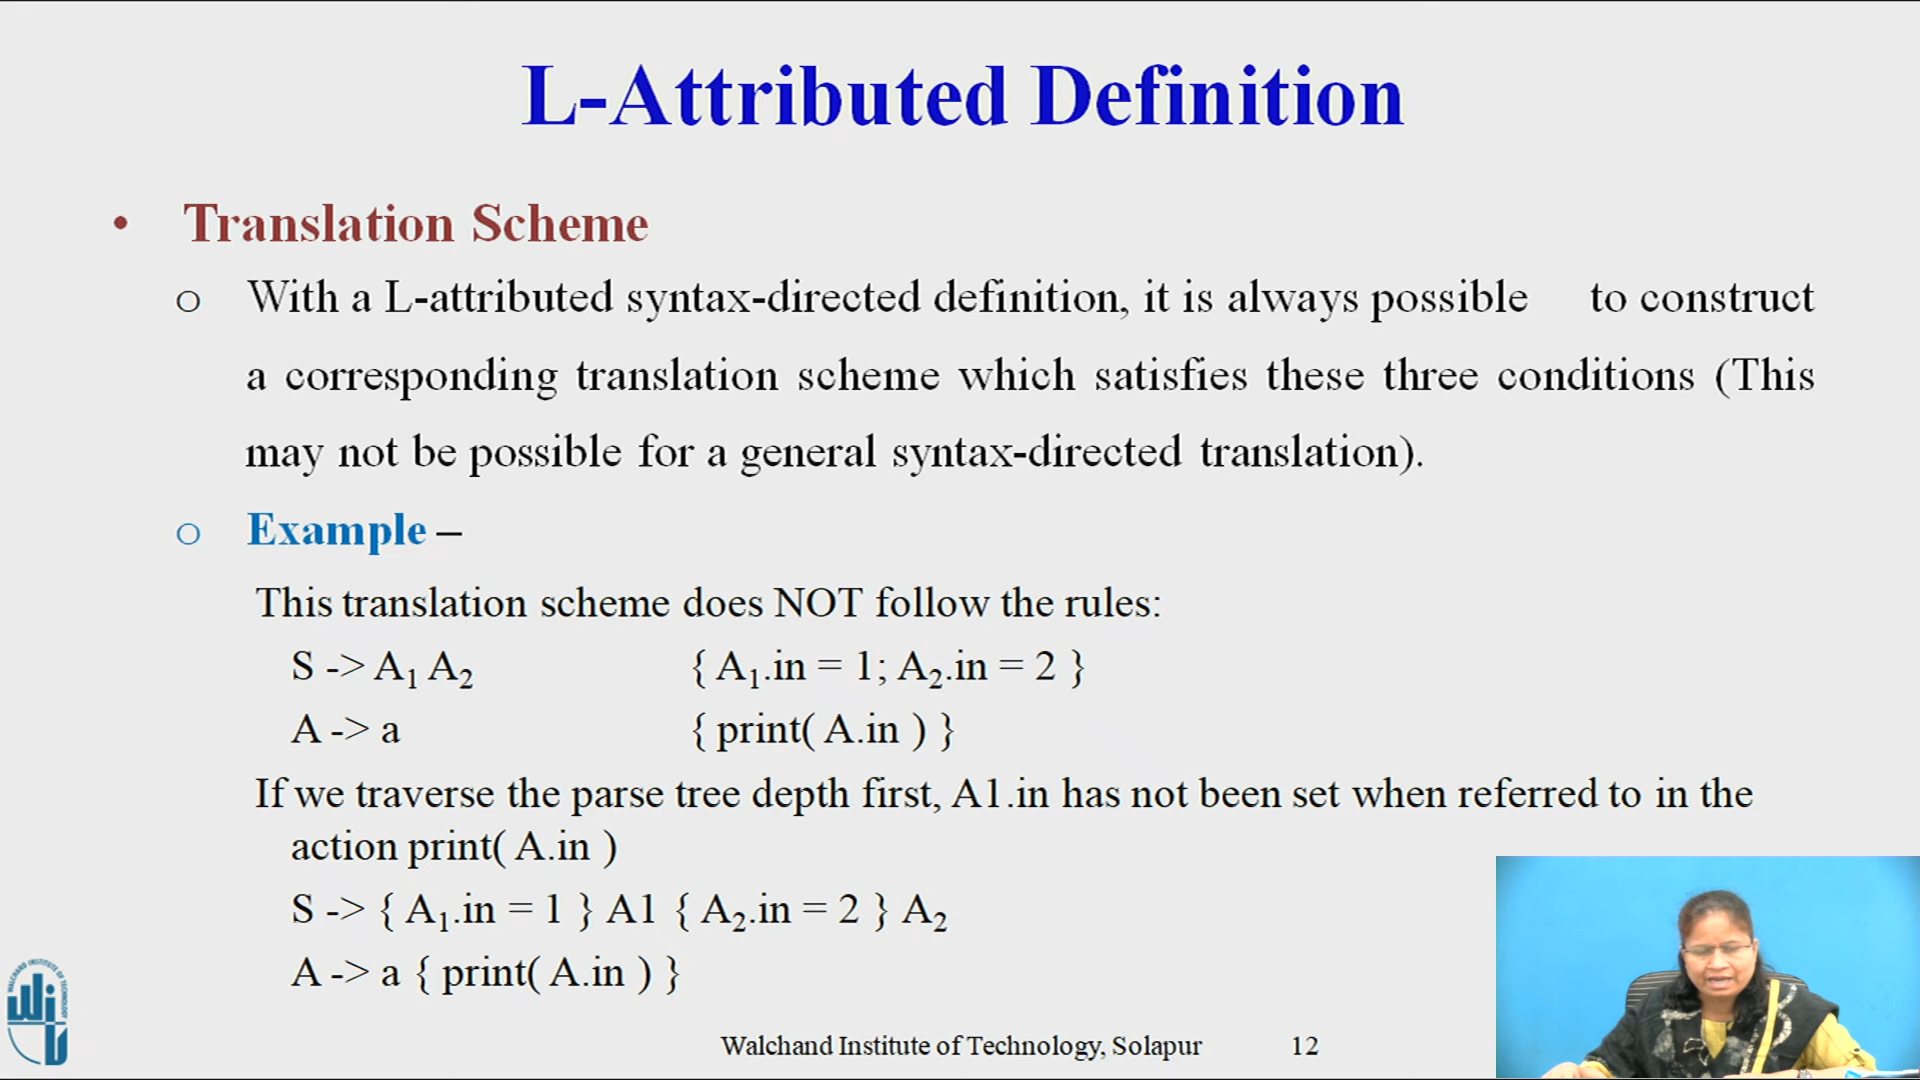 L-Attributed Definition
• Translation Scheme
o With a L-attributed syntax-directed definition, it is always possible to construct
a corresponding translation scheme which satisfies these three conditions (This
may not be possible for a general syntax-directed translation).
o Example –
This translation scheme does NOT follow the rules:
S -> A₁ A₂ { A₁.in = 1; A₂.in = 2 }
A -> a { print( A.in ) }
If we traverse the parse tree depth first, A1.in has not been set when referred to in the
action print( A.in )
S -> { A₁.in = 1 } A1 { A₂.in = 2 } A₂
A -> a { print( A.in ) }
WALCHAND INSTITUTE OF TECHNOLOGY
Walchand Institute of Technology, Solapur 12